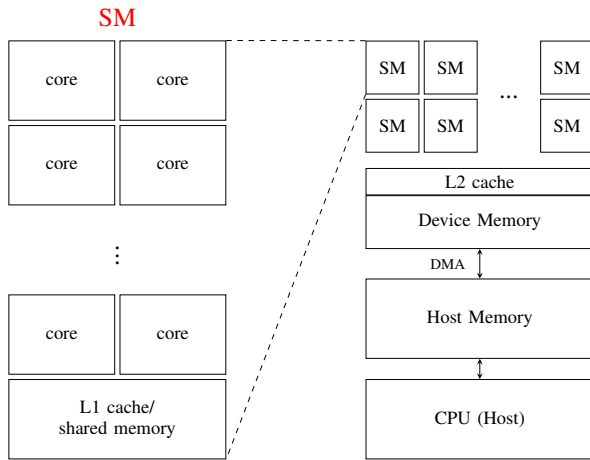 SM
core
core
core
core
⋮
core
core
L1 cache/
shared memory
SM
SM
...
SM
SM
SM
SM
L2 cache
Device Memory
DMA
Host Memory
CPU (Host)